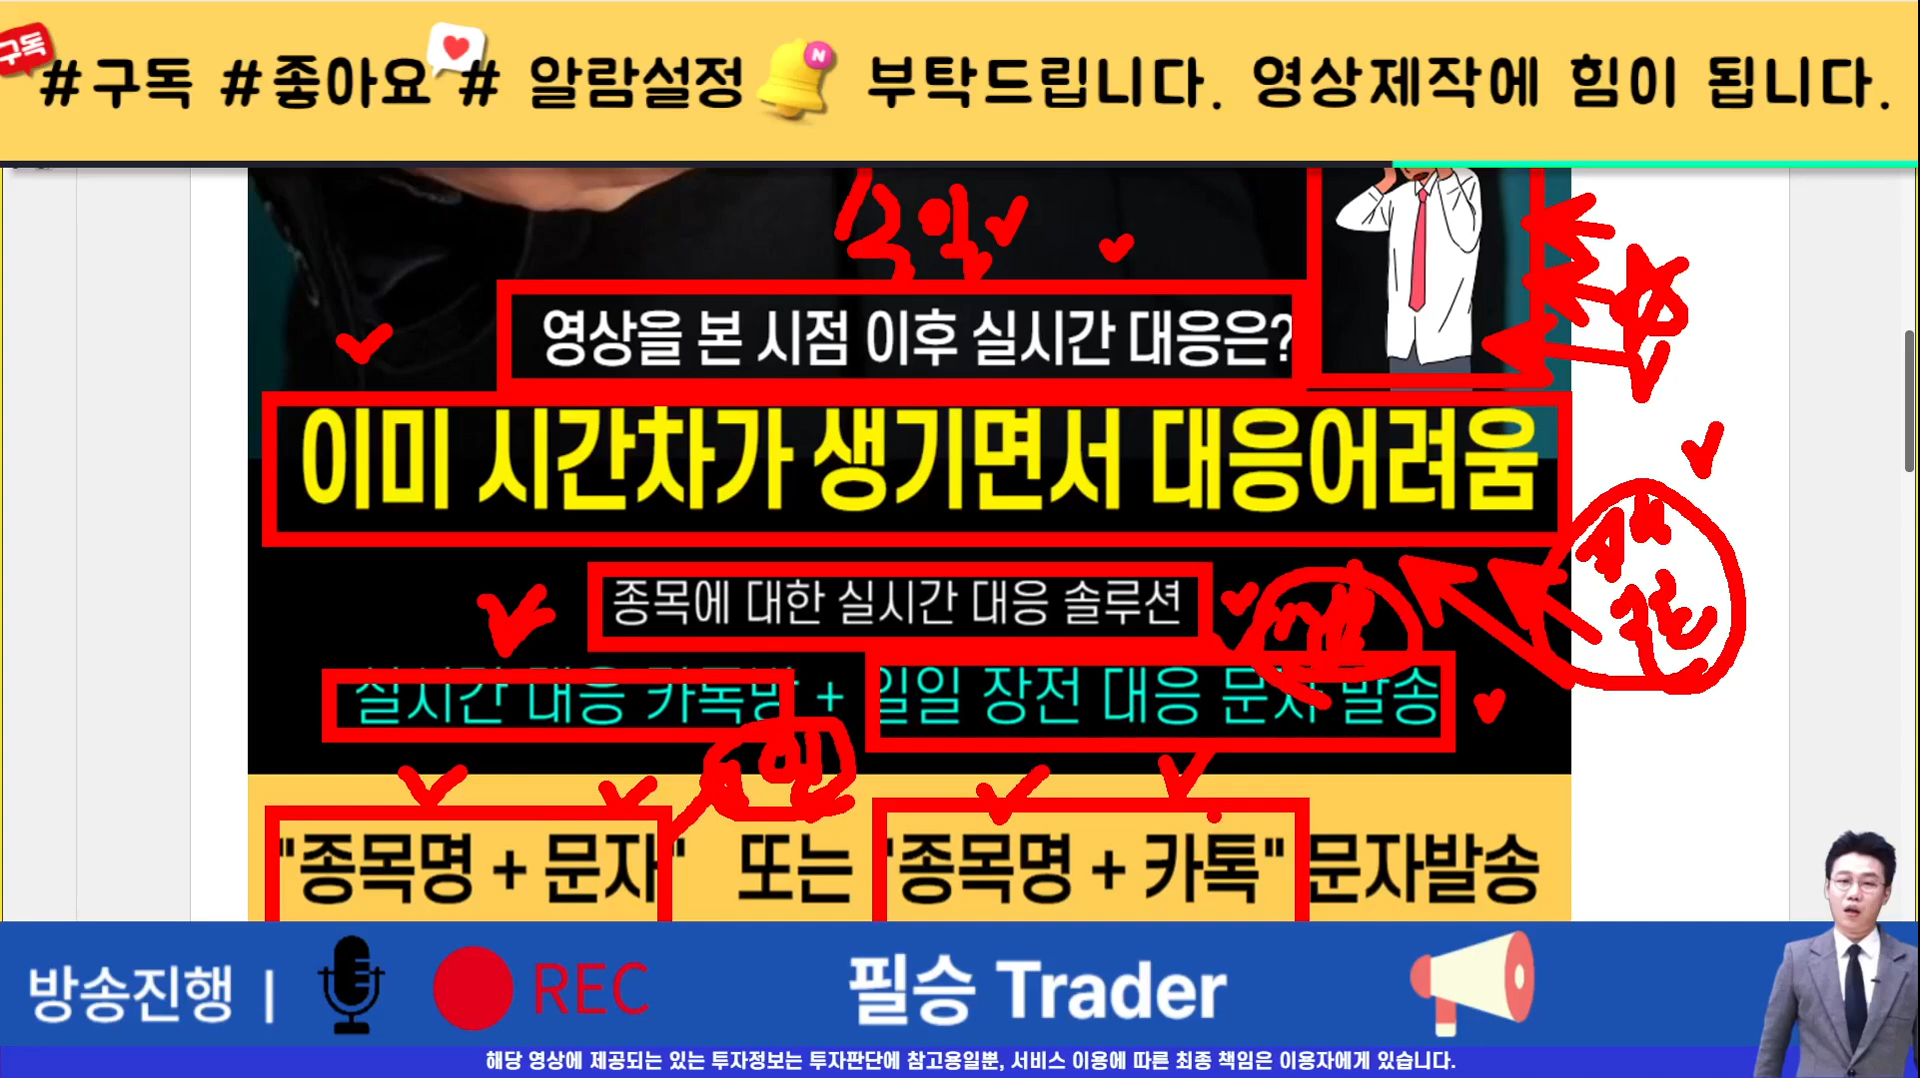 구독
#구독 #좋아요 # 알람설정 N 부탁드립니다. 영상제작에 힘이 됩니다.
영상을 본 시점 이후 실시간 대응은?
이미 시간차가 생기면서 대응어려움
종목에 대한 실시간 대응 솔루션
실시간 대응 카톡방 + 일일 장전 대응 문자 발송
"종목명 + 문자" 또는 "종목명 + 카톡" 문자발송
방송진행 | REC 필승 Trader
해당 영상에 제공되는 있는 투자정보는 투자판단에 참고용일뿐, 서비스 이용에 따른 최종 책임은 이용자에게 있습니다.